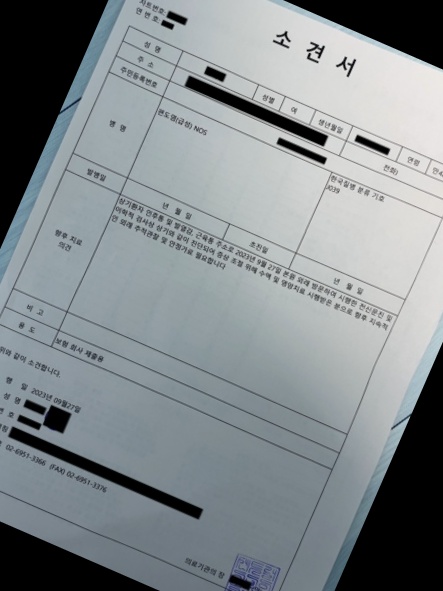 차트번호:
연 번 호:
소 견 서
성 명
성별
여
생년월일
연령
만
주 소
전화)
주민등록번호
병 명
편도염(급성) NOS
한국질병 분류 기호
J039
발병일
년 월 일
초진일
년 월 일
향후 치료
의견
상기환자 인후통 및 발열감, 근육통 주소로 2023년 9월 27일 본원 외래 방문하여 시행한 전신문진 및
이학적 검사상 상기와 같이 진단되어 증상 조절 위해 수액 및 영양치료 시행받은 분으로 향후 지속적
인 외래 추적관찰 및 안정가료 필요합니다
비 고
용 도
보험 회사 제출용
위와 같이 소견합니다.
행 일 2023년 09월27일
성 명
번 호
02-6951-3366 (FAX) 02-6951-3376
의료기관의 장